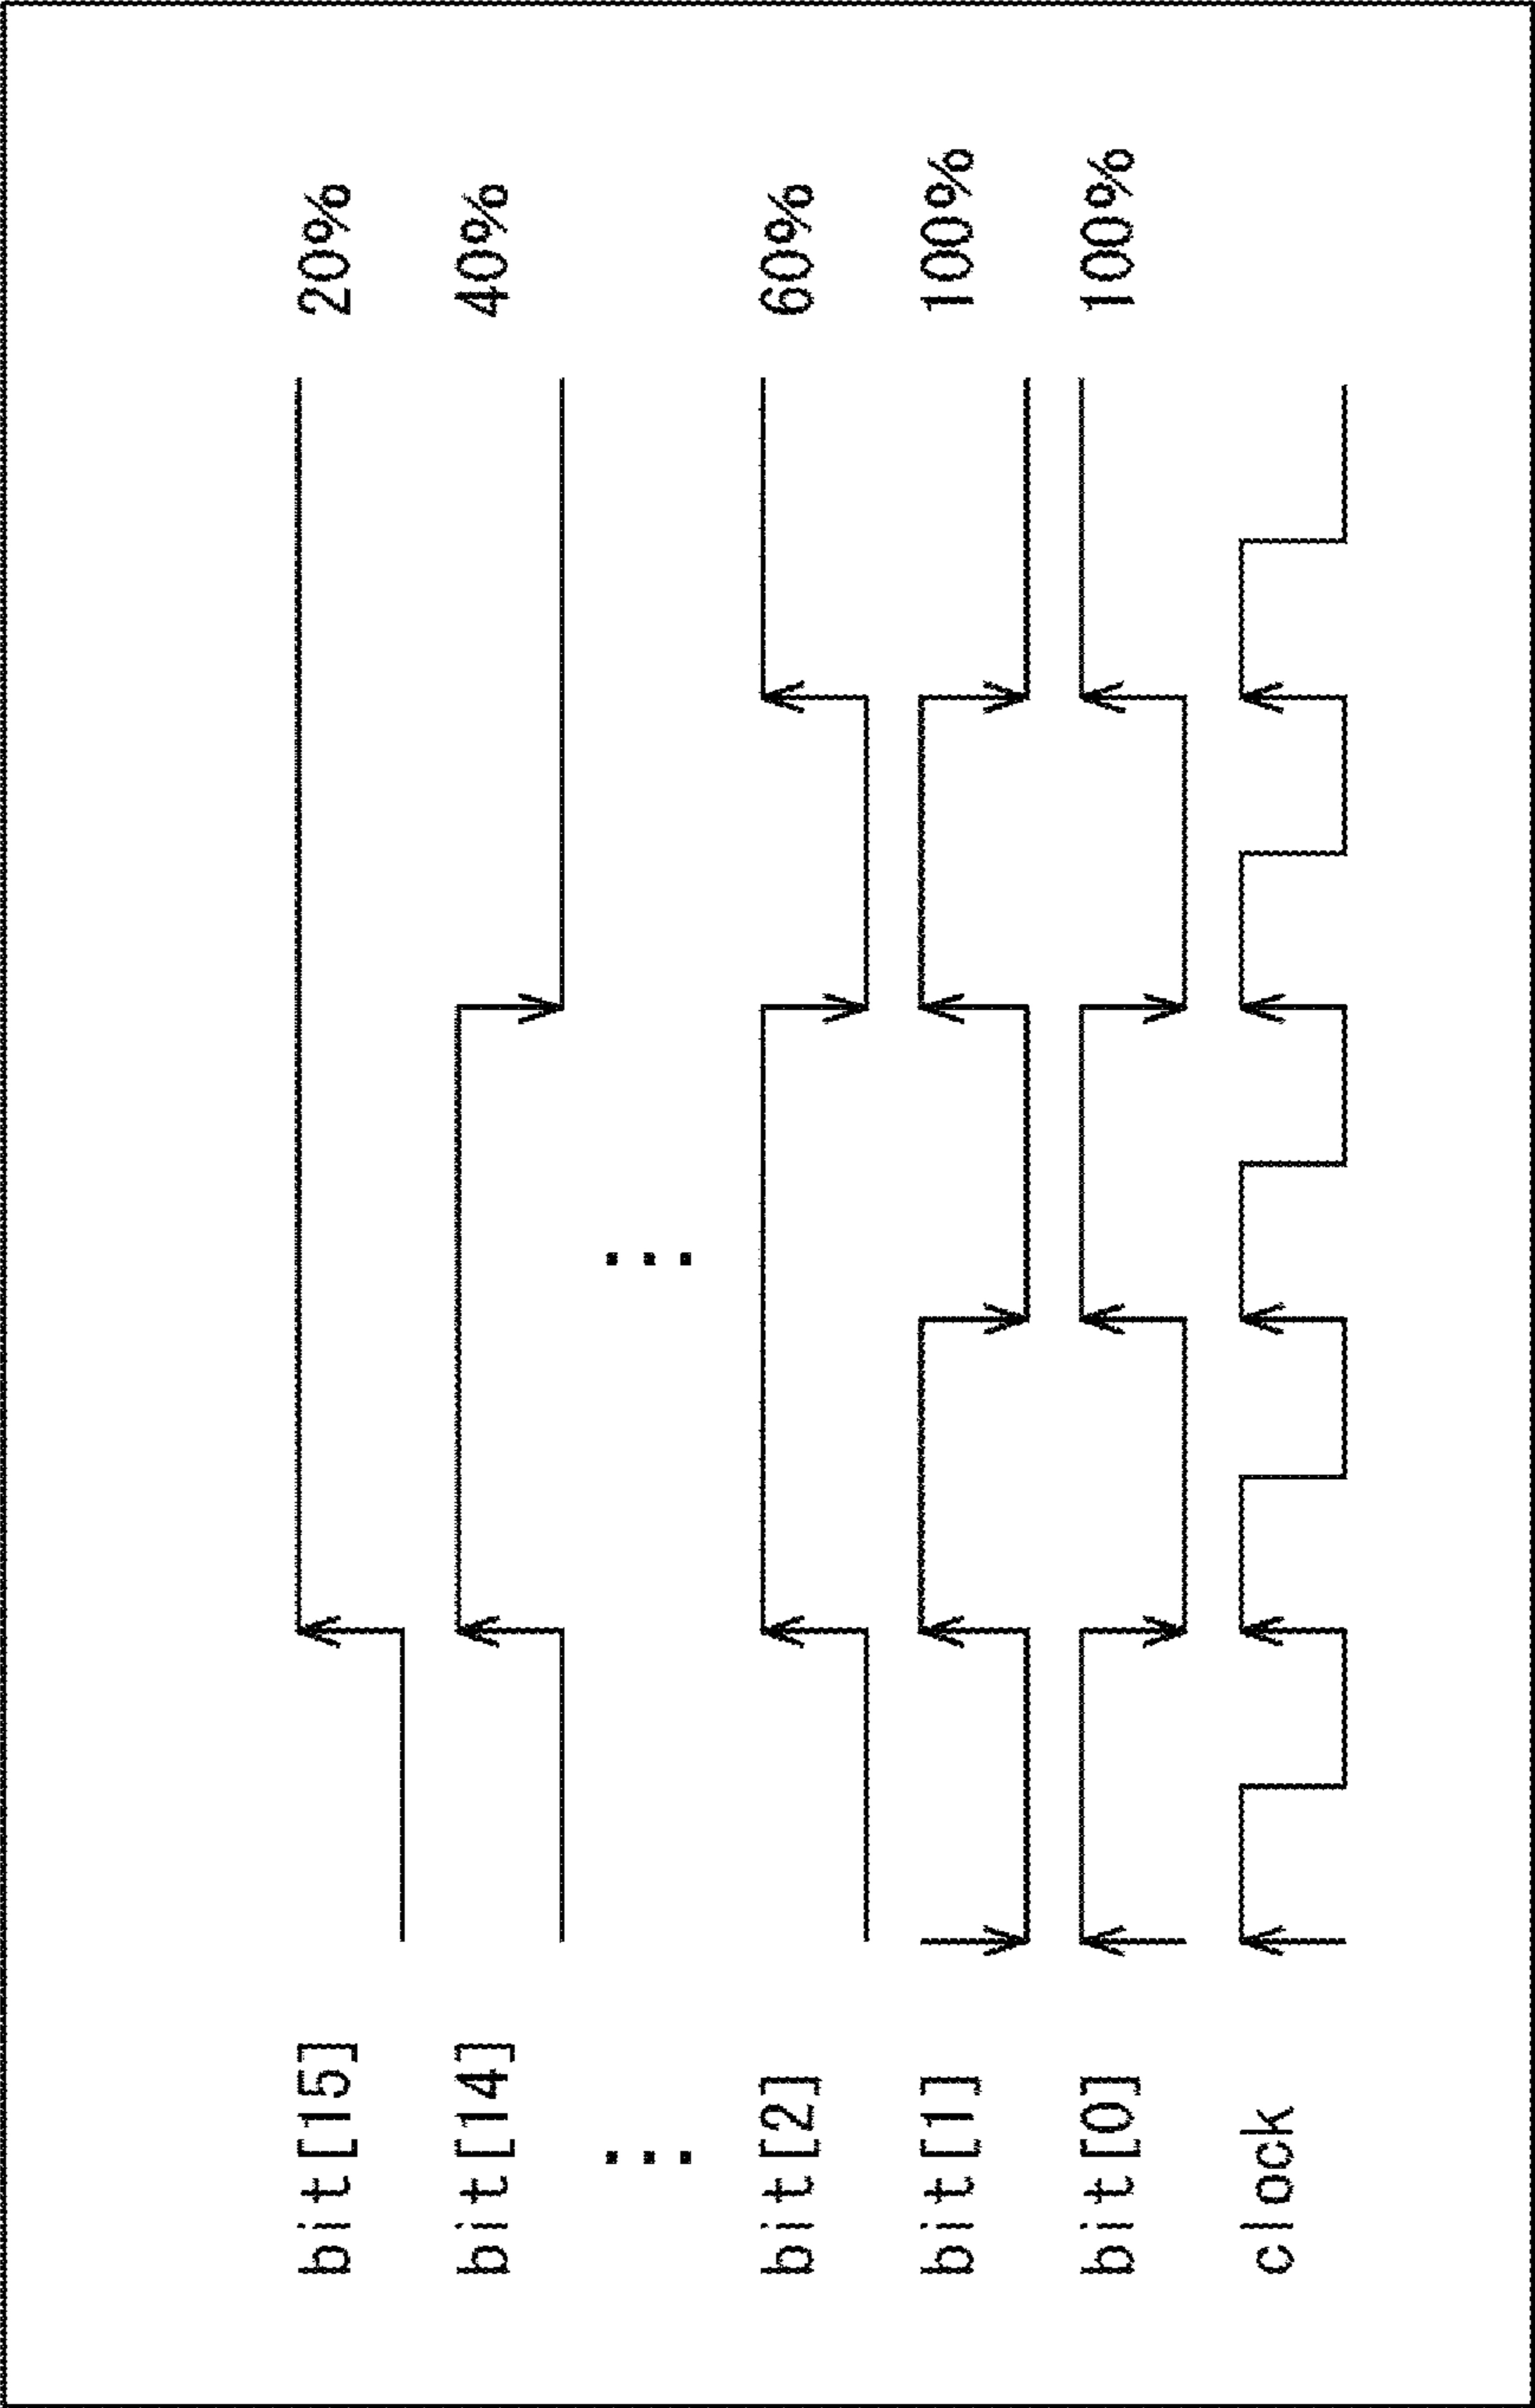 bit[15] 20%
bit[14] 40%
... ...
bit[2] 60%
bit[1] 100%
bit[0] 100%
clock